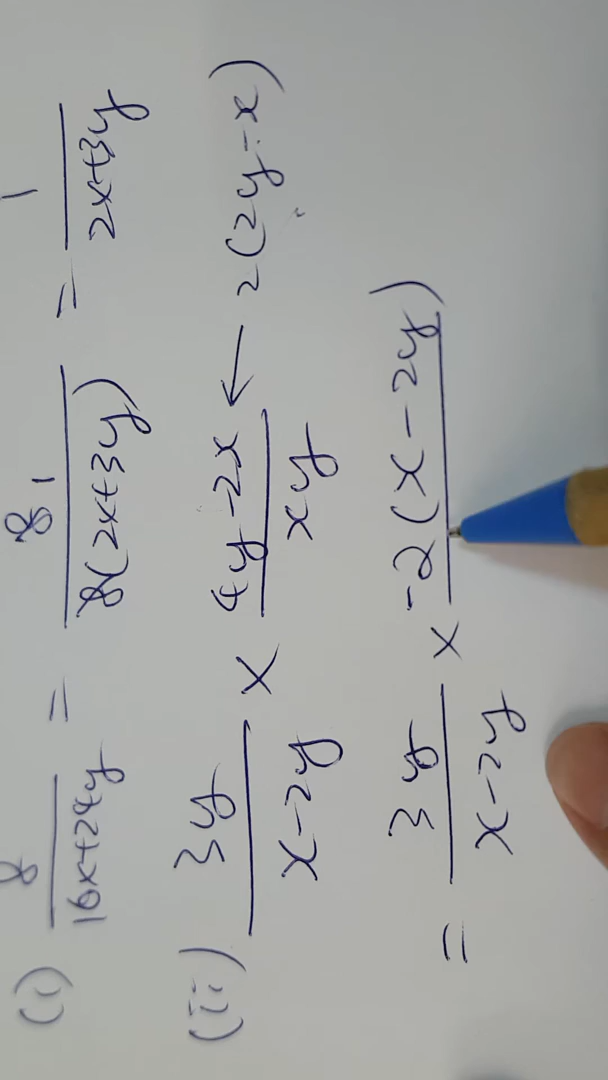 (i) 8/(16x+24y) = 8 1/8(2x+3y) = 1/(2x+3y)
(ii) 3y/(x-2y) × (4y-2x)/xy ← 2(2y-x)
= 3y/(x-2y) × -2(x-2y)